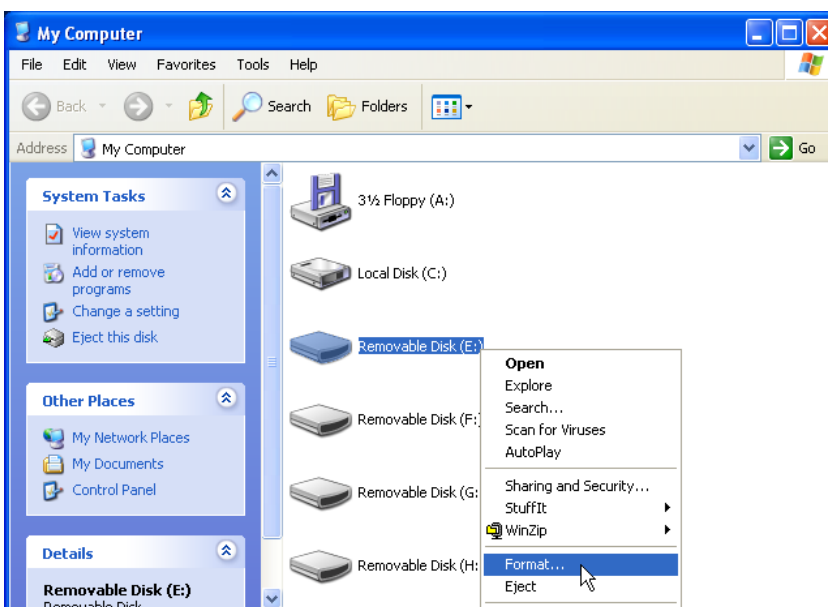 My Computer
File Edit View Favorites Tools Help
Back Search Folders
Address My Computer Go
System Tasks
View system
information
Add or remove
programs
Change a setting
Eject this disk
Other Places
My Network Places
My Documents
Control Panel
Details
Removable Disk (E:)
Removable Disk
3½ Floppy (A:)
Local Disk (C:)
Removable Disk (E:)
Removable Disk (F:)
Removable Disk (G:
Removable Disk (H:
Open
Explore
Search...
Scan for Viruses
AutoPlay
Sharing and Security...
StuffIt
WinZip
Format...
Eject